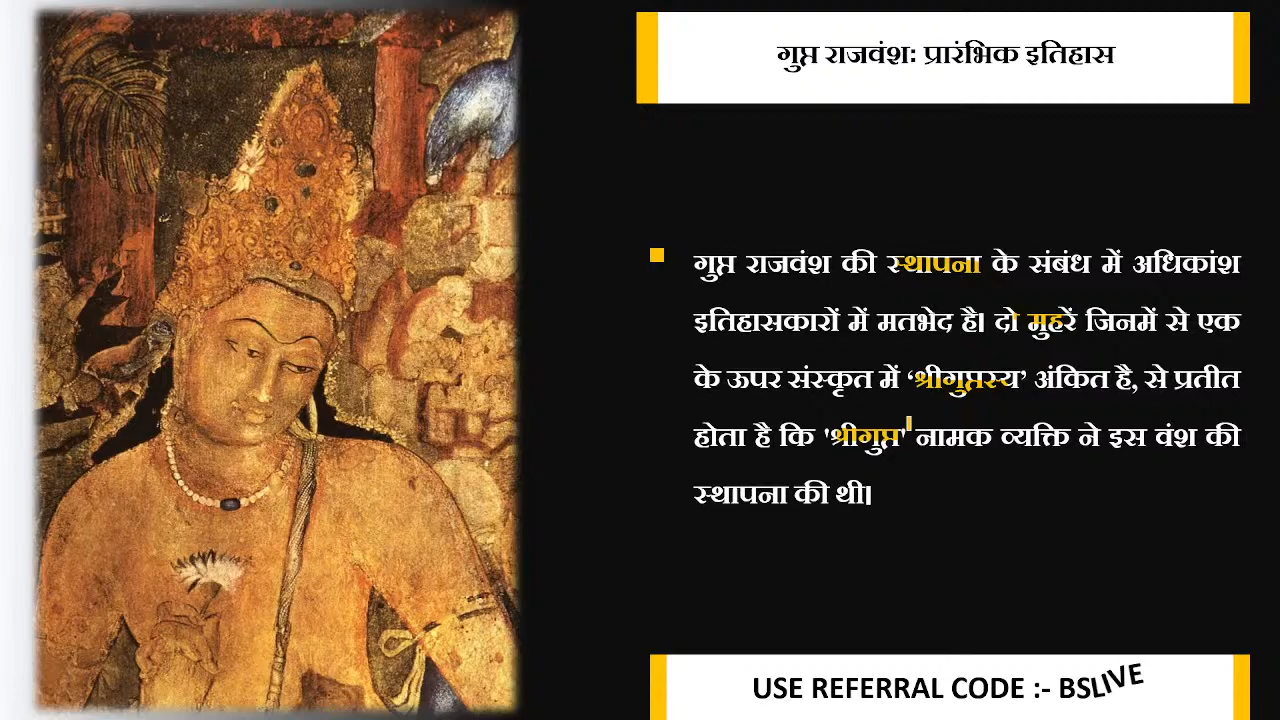 गुप्त राजवंश: प्रारंभिक इतिहास
गुप्त राजवंश की स्थापना के संबंध में अधिकांश
इतिहासकारों में मतभेद है। दो मुहरें जिनमें से एक
के ऊपर संस्कृत में ‘श्रीगुप्तस्य’ अंकित है, से प्रतीत
होता है कि 'श्रीगुप्त' नामक व्यक्ति ने इस वंश की
स्थापना की थी।
USE REFERRAL CODE :- BSLIVE